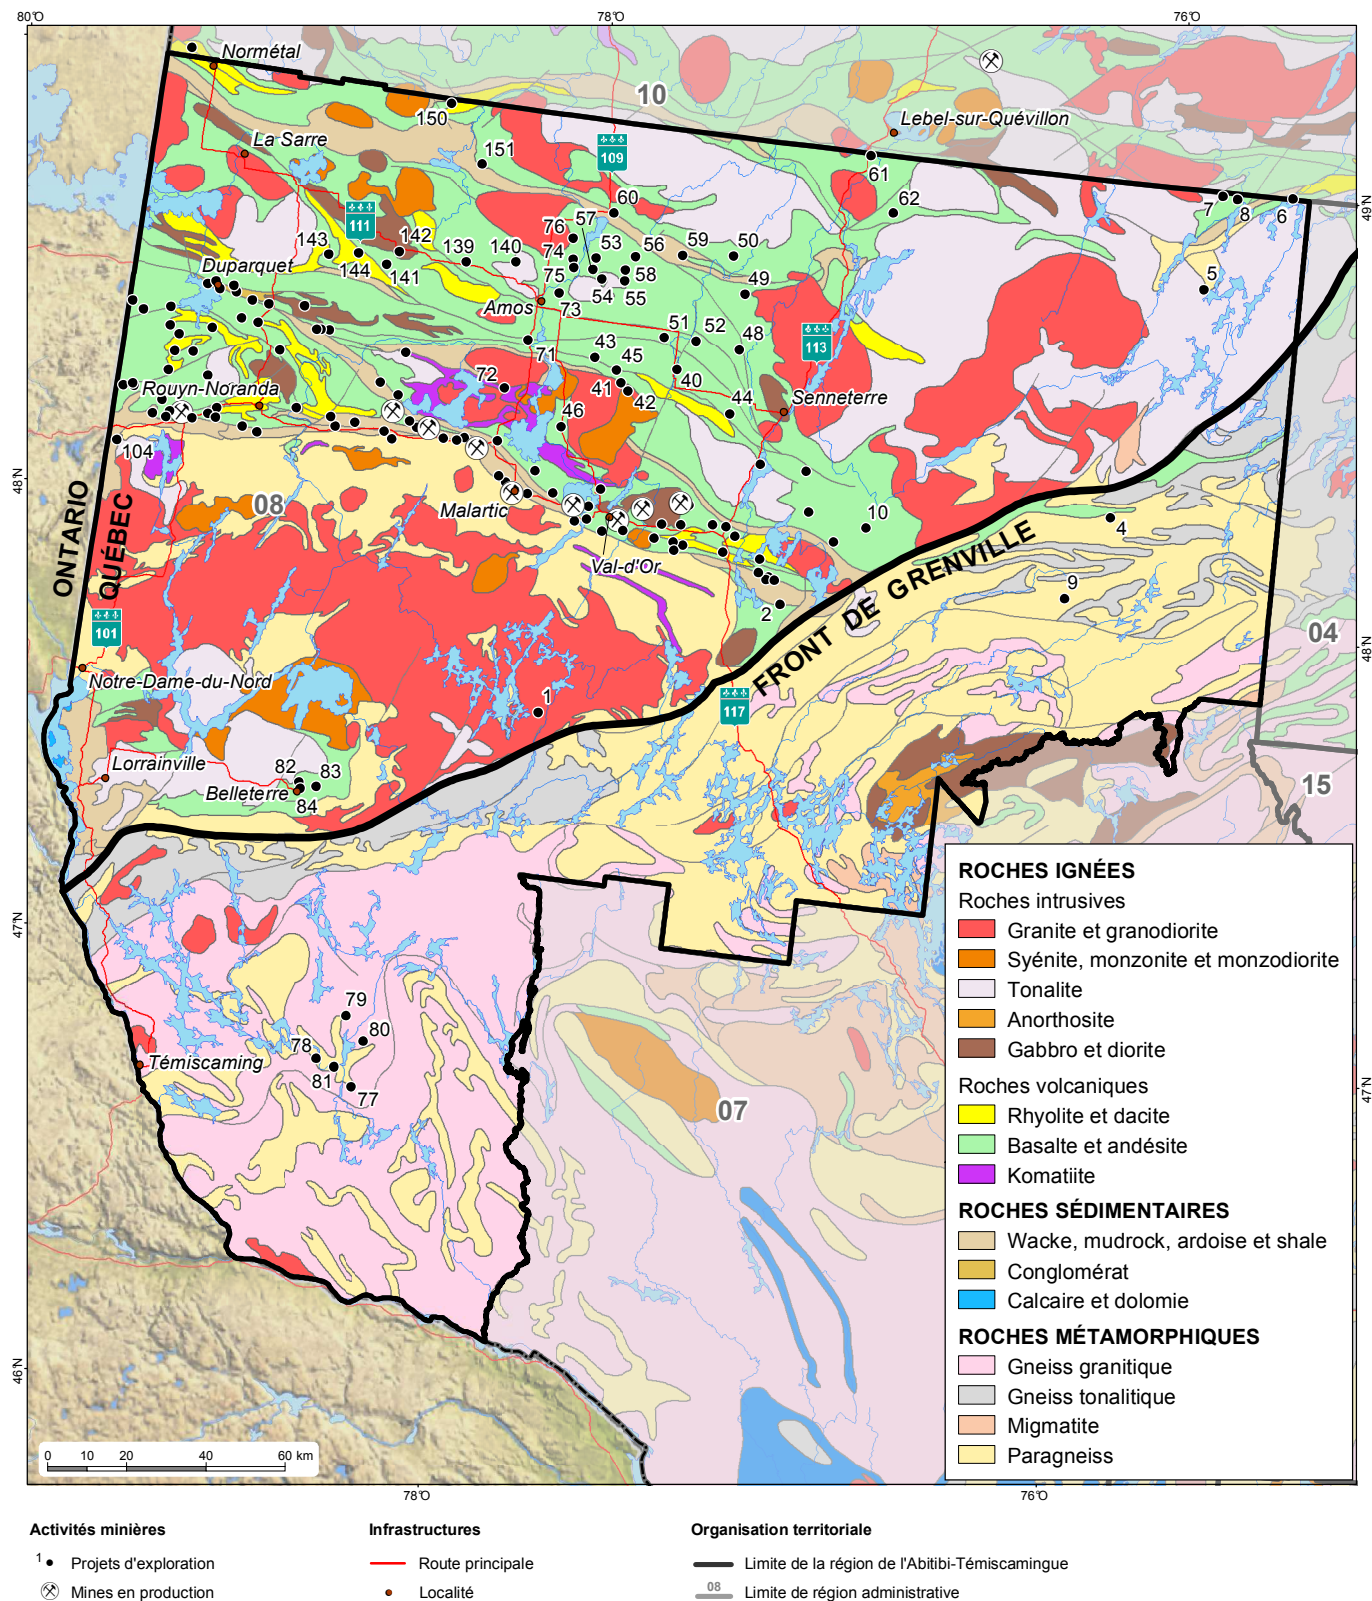 80°O
78°O
76°O
Normétal
10
150
Lebel-sur-Quévillon
La Sarre
151
109
61
60
62
7
8
6
49°N
111
76
57
143
142
139
140
74
53
56
59
50
144
141
75
58
5
Duparquet
54
55
49
Amos
73
51
52
48
113
71
43
45
72
41
40
Rouyn-Noranda
42
44
Senneterre
46
104
48°N
08
Malartic
10
4
ONTARIO
QUÉBEC
Val-d'Or
9
2
FRONT DE GRENVILLE
101
04
48°N
Notre-Dame-du-Nord
1
117
Lorrainville
82
83
15
Belleterre
84
47°N
79
80
78
81
77
Témiscaming
07
47°N
46°N
ROCHES IGNÉES
Roches intrusives
Granite et granodiorite
Syénite, monzonite et monzodiorite
Tonalite
Anorthosite
Gabbro et diorite
Roches volcaniques
Rhyolite et dacite
Basalte et andésite
Komatiite
ROCHES SÉDIMENTAIRES
Wacke, mudrock, ardoise et shale
Conglomérat
Calcaire et dolomie
ROCHES MÉTAMORPHIQUES
Gneiss granitique
Gneiss tonalitique
Migmatite
Paragneiss
0 10 20 40 60 km
78°O
76°O
Activités minières
1 Projets d'exploration
Mines en production
Infrastructures
Route principale
Localité
Organisation territoriale
Limite de la région de l'Abitibi-Témiscamingue
08 Limite de région administrative